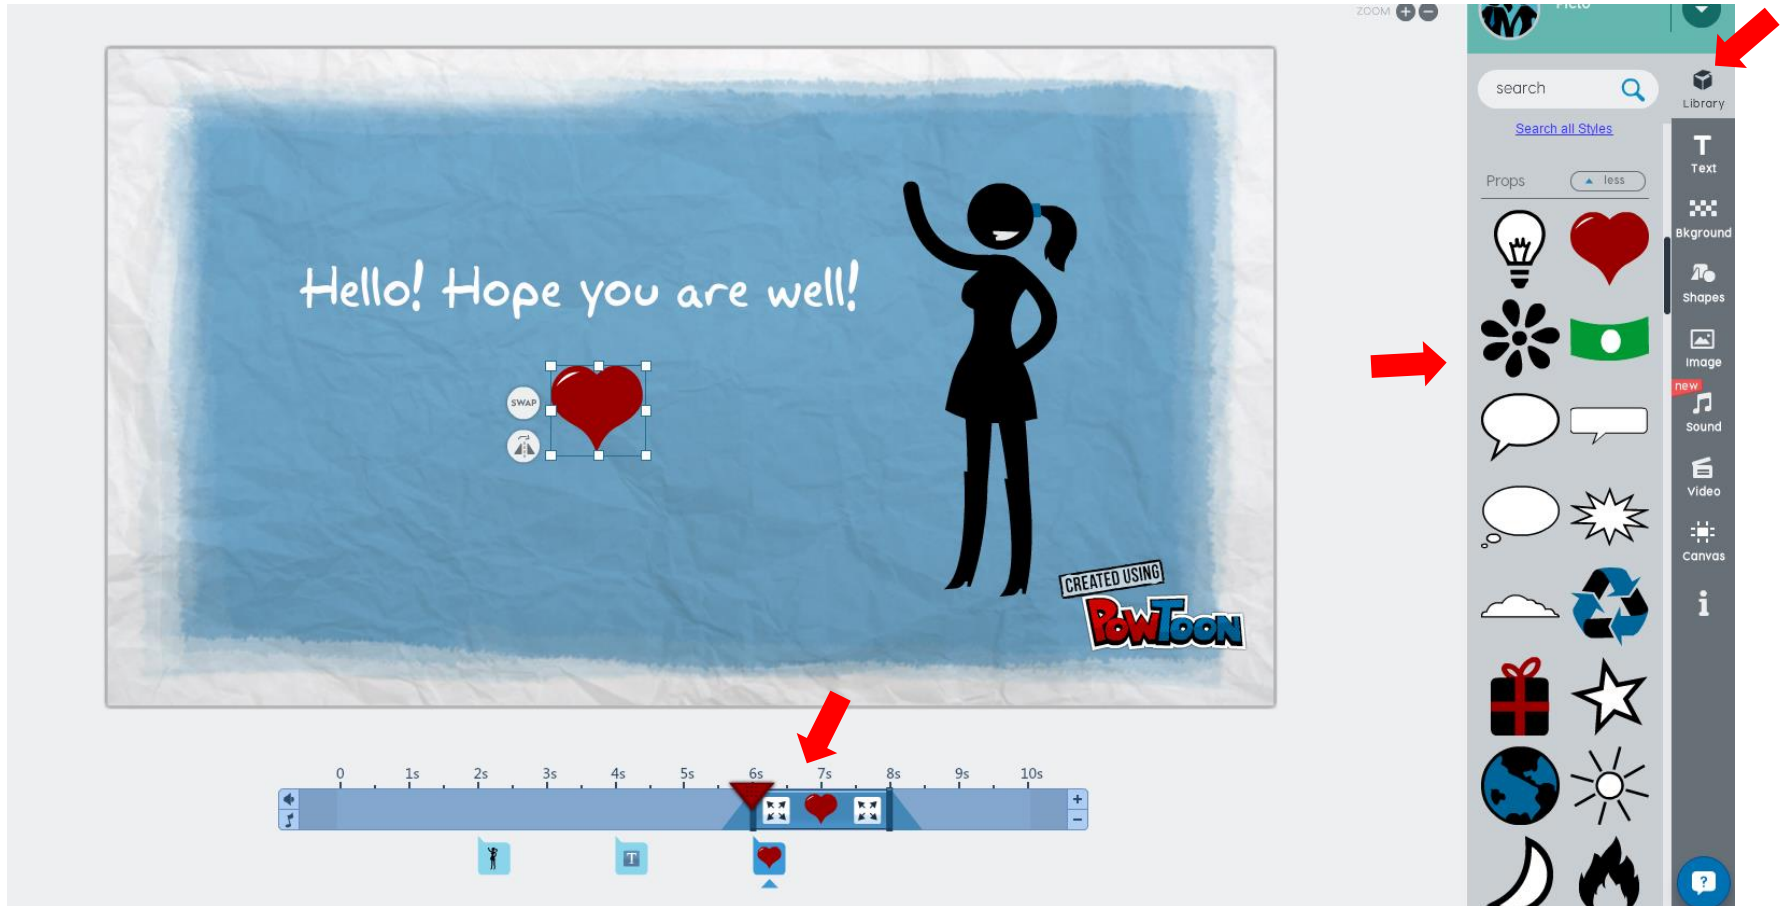 ZOOM
search
Library
Search all Styles
Text
Props
less
Bkground
Shapes
Image
new
Sound
Video
Canvas
Hello! Hope you are well!
SWAP
CREATED USING
POWTOON
0 1s 2s 3s 4s 5s 6s 7s 8s 9s 10s
T